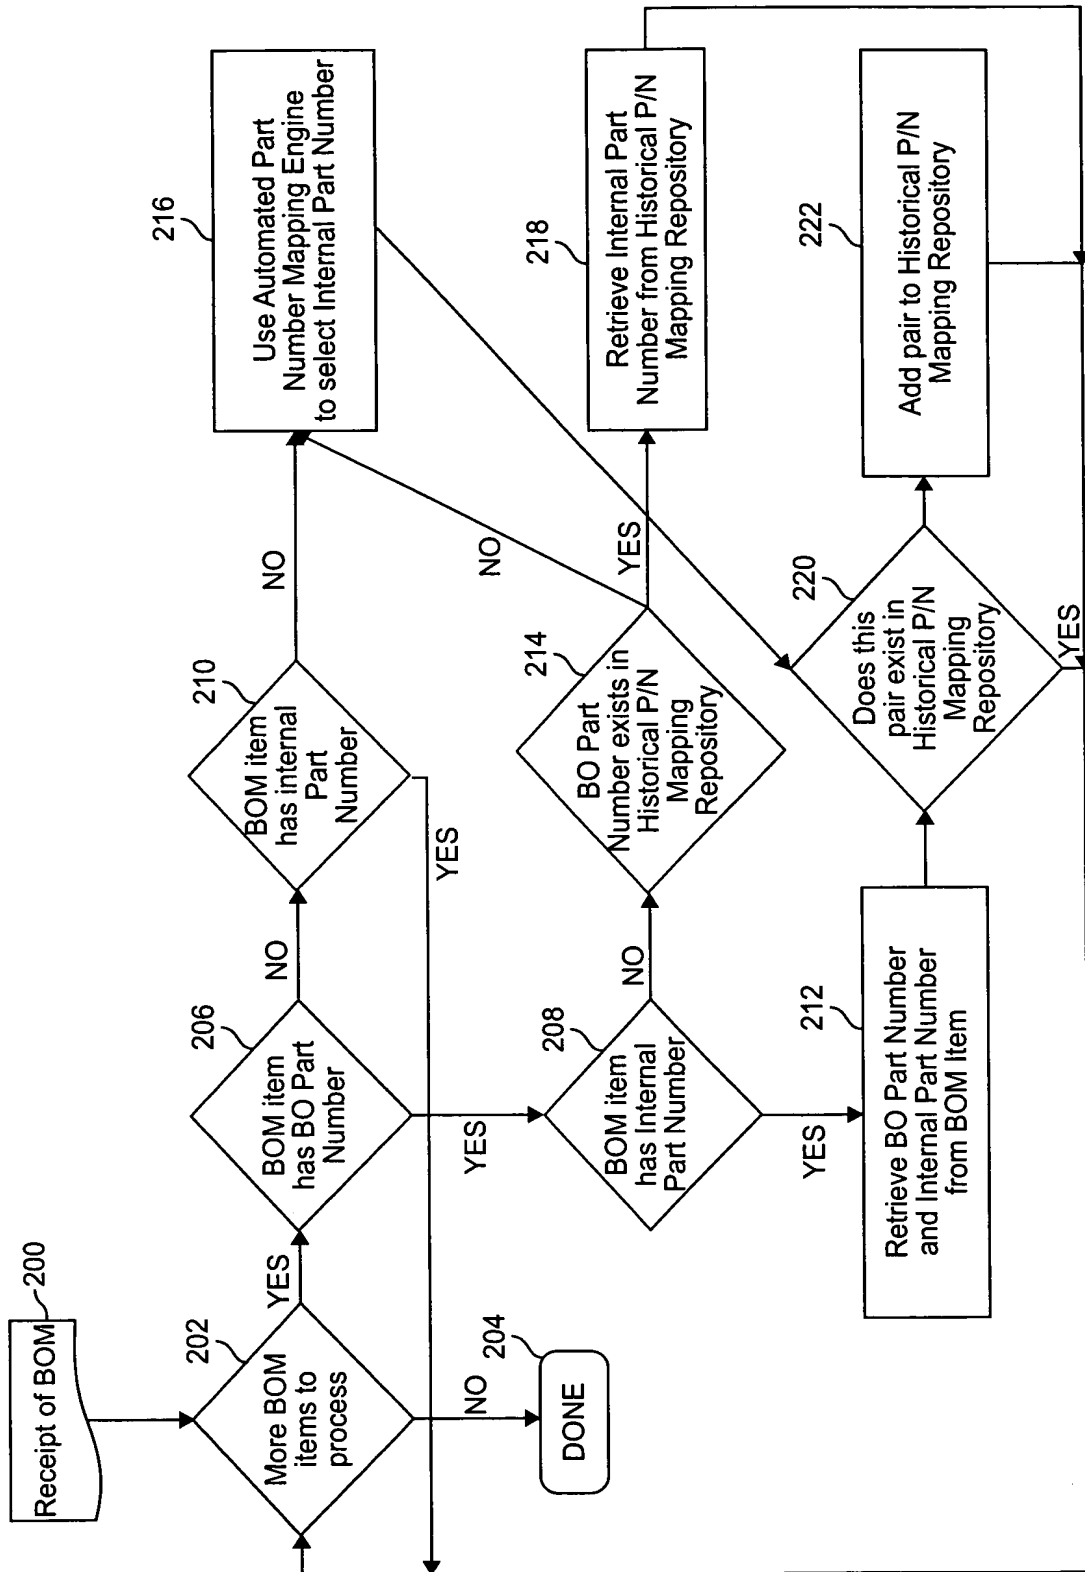 Receipt of BOM
200
More BOM
items to
process
202
YES
NO
DONE
204
BOM item
has BO Part
Number
206
NO
YES
BOM item
has internal
Part
Number
210
NO
YES
Use Automated Part
Number Mapping Engine
to select Internal Part Number
216
BOM item
has Internal
Part Number
208
NO
YES
BO Part
Number exists in
Historical P/N
Mapping
Repository
214
NO
YES
Retrieve Internal Part
Number from Historical P/N
Mapping Repository
218
Retrieve BO Part Number
and Internal Part Number
from BOM Item
212
Does this
pair exist in
Historical P/N
Mapping
Repository
220
YES
Add pair to Historical P/N
Mapping Repository
222